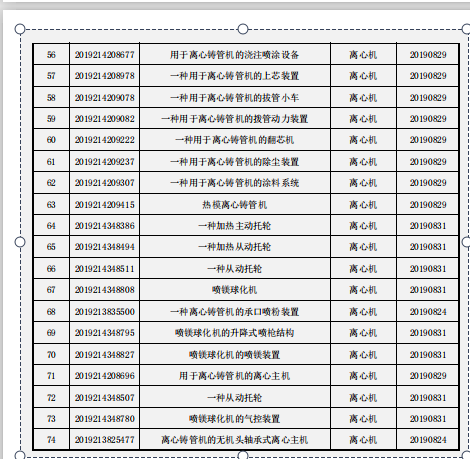 56 2019214208677 用于离心铸管机的浇注喷涂设备 离心机 20190829
57 2019214208978 一种用于离心铸管机的上芯装置 离心机 20190829
58 2019214209078 一种用于离心铸管机的拔管小车 离心机 20190829
59 2019214209082 一种用于离心铸管机的拨管动力装置 离心机 20190829
60 2019214209222 一种用于离心铸管机的翻芯机 离心机 20190829
61 2019214209237 一种用于离心铸管机的除尘装置 离心机 20190829
62 2019214209307 一种用于离心铸管机的涂料系统 离心机 20190829
63 2019214209415 热模离心铸管机 离心机 20190829
64 2019214348386 一种加热主动托轮 离心机 20190831
65 2019214348494 一种加热从动托轮 离心机 20190831
66 2019214348511 一种从动托轮 离心机 20190831
67 2019214348808 喷镁球化机 离心机 20190831
68 2019213835500 一种离心铸管机的承口喷粉装置 离心机 20190824
69 2019214348795 喷镁球化机的升降式喷枪结构 离心机 20190831
70 2019214348827 喷镁球化机的喷镁装置 离心机 20190831
71 2019214208696 用于离心铸管机的离心主机 离心机 20190829
72 2019214348507 一种从动托轮 离心机 20190831
73 2019214348780 喷镁球化机的气控装置 离心机 20190831
74 2019213825477 离心铸管机的无机头轴承式离心主机 离心机 20190824